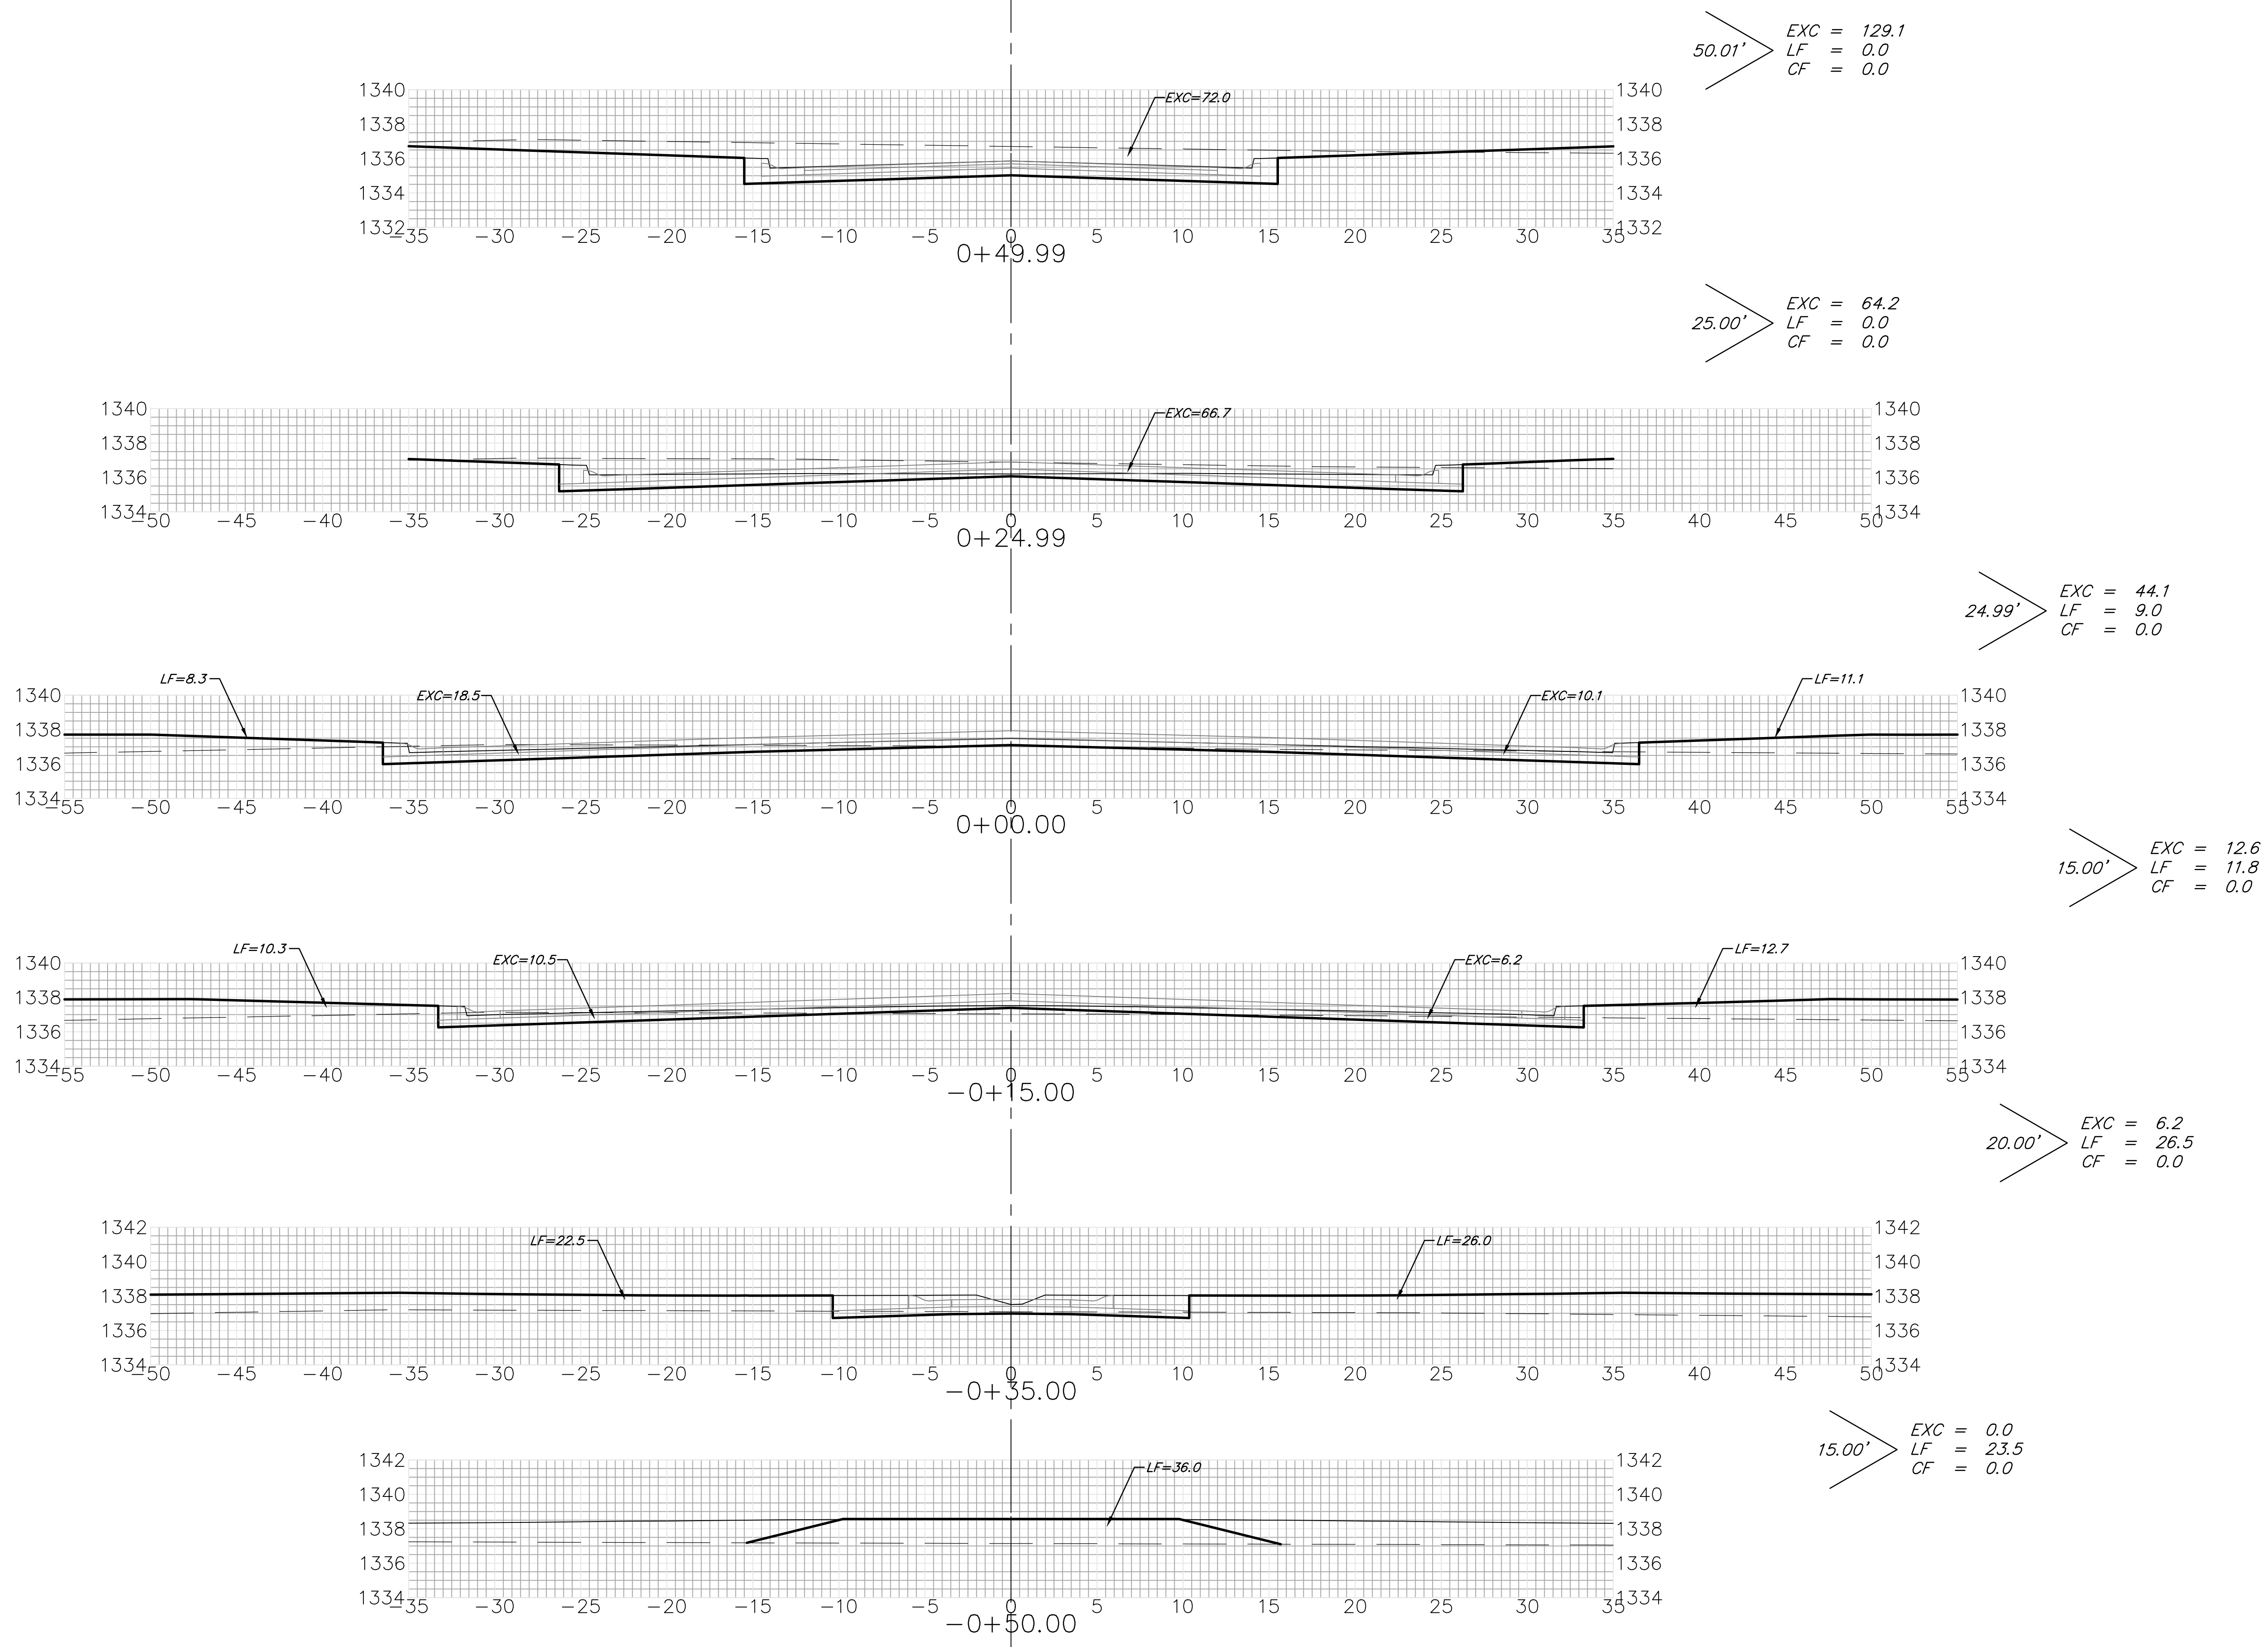 50.01' EXC = 129.1
LF = 0.0
CF = 0.0
EXC=72.0
1340 1340
1338 1338
1336 1336
1334 1334
1332 1332
−35 −30 −25 −20 −15 −10 −5 0 5 10 15 20 25 30 35
0+49.99
EXC = 64.2
25.00' LF = 0.0
CF = 0.0
EXC=66.7
1340 1340
1338 1338
1336 1336
1334 1334
−50 −45 −40 −35 −30 −25 −20 −15 −10 −5 0 5 10 15 20 25 30 35 40 45 50
0+24.99
EXC = 44.1
24.99' LF = 9.0
CF = 0.0
LF=8.3 EXC=18.5 EXC=10.1 LF=11.1
1340 1340
1338 1338
1336 1336
1334 1334
−55 −50 −45 −40 −35 −30 −25 −20 −15 −10 −5 0 5 10 15 20 25 30 35 40 45 50 55
0+00.00
EXC = 12.6
15.00' LF = 11.8
CF = 0.0
LF=10.3 EXC=10.5 EXC=6.2 LF=12.7
1340 1340
1338 1338
1336 1336
1334 1334
−55 −50 −45 −40 −35 −30 −25 −20 −15 −10 −5 0 5 10 15 20 25 30 35 40 45 50 55
−0+15.00
EXC = 6.2
20.00' LF = 26.5
CF = 0.0
LF=22.5 LF=26.0
1342 1342
1340 1340
1338 1338
1336 1336
1334 1334
−50 −45 −40 −35 −30 −25 −20 −15 −10 −5 0 5 10 15 20 25 30 35 40 45 50
−0+35.00
EXC = 0.0
15.00' LF = 23.5
CF = 0.0
LF=36.0
1342 1342
1340 1340
1338 1338
1336 1336
1334 1334
−35 −30 −25 −20 −15 −10 −5 0 5 10 15 20 25 30 35
−0+50.00